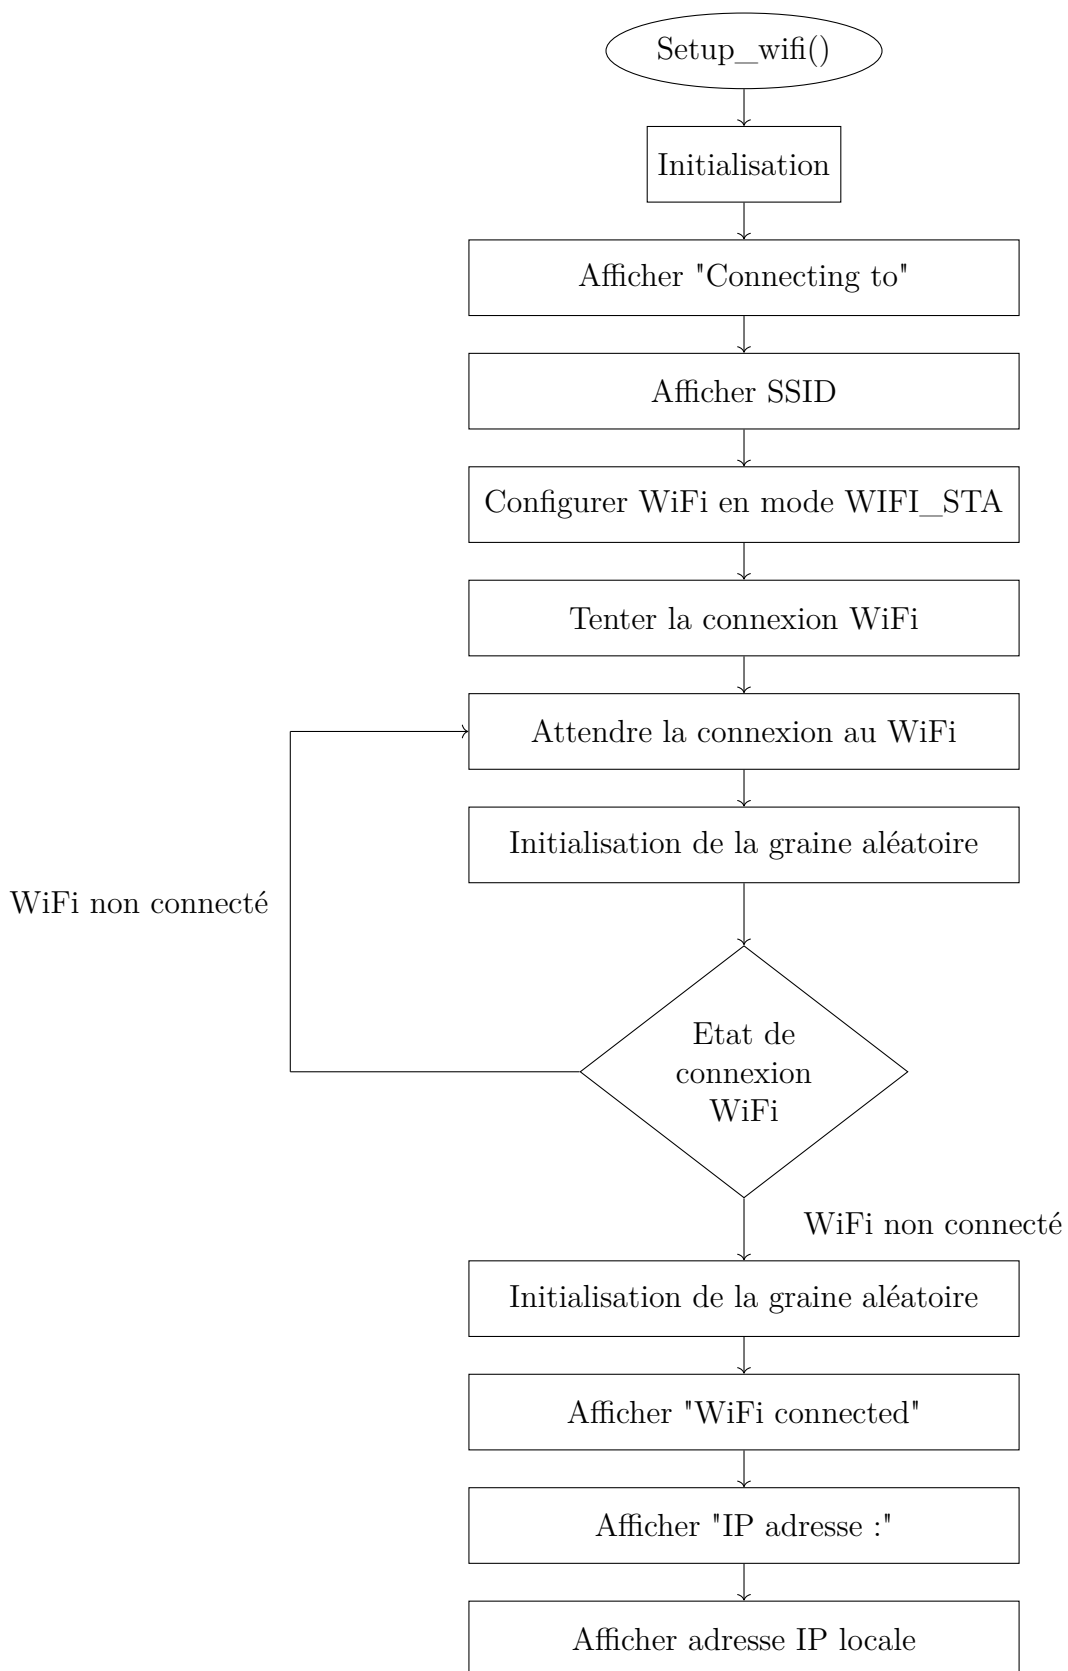 Setup_wifi()
Initialisation
Afficher "Connecting to"
Afficher SSID
Configurer WiFi en mode WIFI_STA
Tenter la connexion WiFi
Attendre la connexion au WiFi
Initialisation de la graine aléatoire
WiFi non connecté
Etat de
connexion
WiFi
WiFi non connecté
Initialisation de la graine aléatoire
Afficher "WiFi connected"
Afficher "IP adresse :"
Afficher adresse IP locale